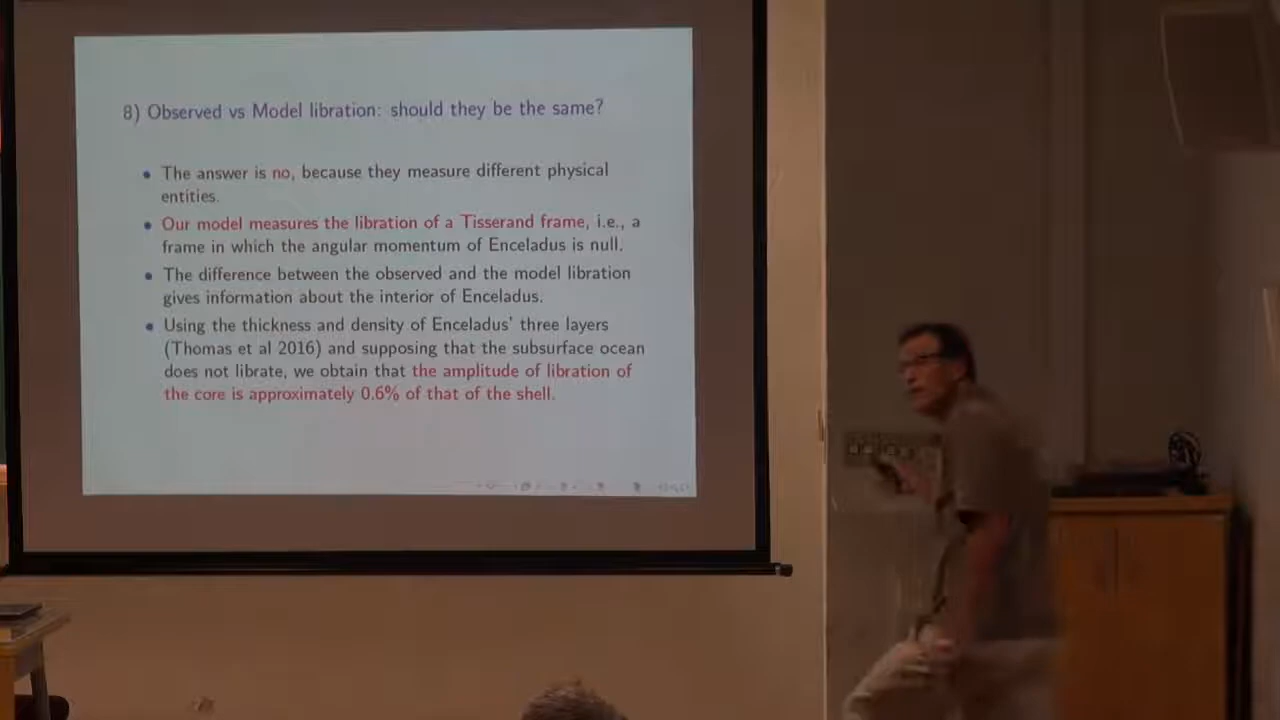 8) Observed vs Model libration: should they be the same?
• The answer is no, because they measure different physical
entities.
• Our model measures the libration of a Tisserand frame, i.e., a
frame in which the angular momentum of Enceladus is null.
• The difference between the observed and the model libration
gives information about the interior of Enceladus.
• Using the thickness and density of Enceladus' three layers
(Thomas et al 2016) and supposing that the subsurface ocean
does not librate, we obtain that the amplitude of libration of
the core is approximately 0.6% of that of the shell.